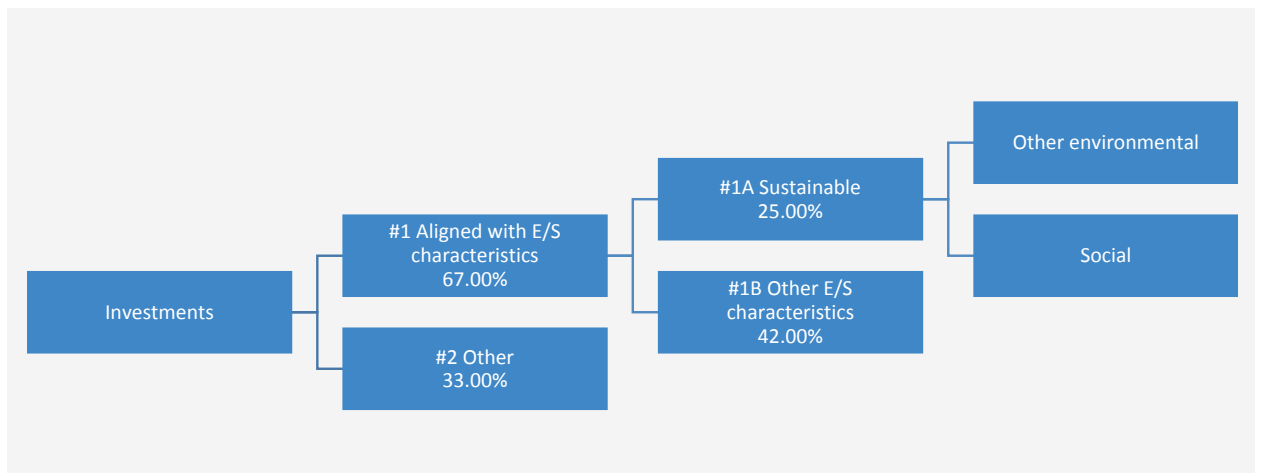 Investments
#1 Aligned with E/S
characteristics
67.00%
#2 Other
33.00%
#1A Sustainable
25.00%
#1B Other E/S
characteristics
42.00%
Other environmental
Social